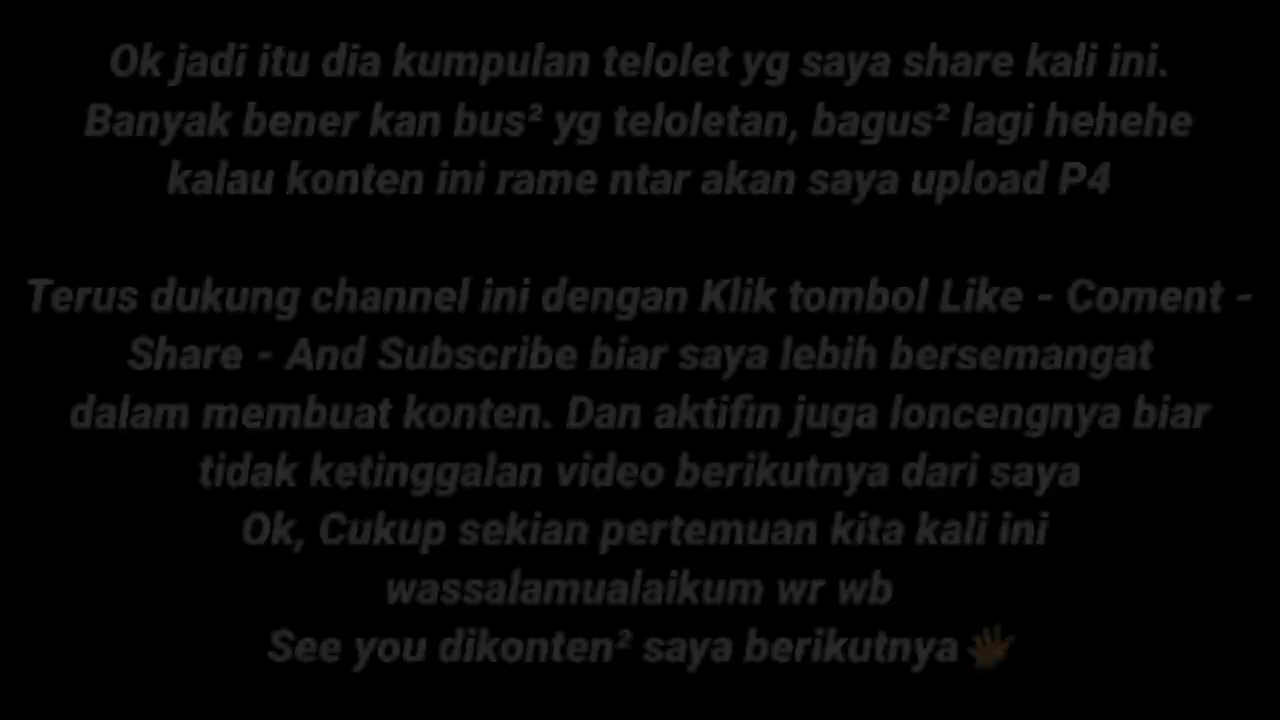 Ok jadi itu dia kumpulan telolet yg saya share kali ini.
Banyak bener kan bus² yg teloletan, bagus² lagi hehehe
kalau konten ini rame ntar akan saya upload P4
Terus dukung channel ini dengan Klik tombol Like - Coment -
Share - And Subscribe biar saya lebih bersemangat
dalam membuat konten. Dan aktifin juga loncengnya biar
tidak ketinggalan video berikutnya dari saya
Ok, Cukup sekian pertemuan kita kali ini
wassalamualaikum wr wb
See you dikonten² saya berikutnya👋